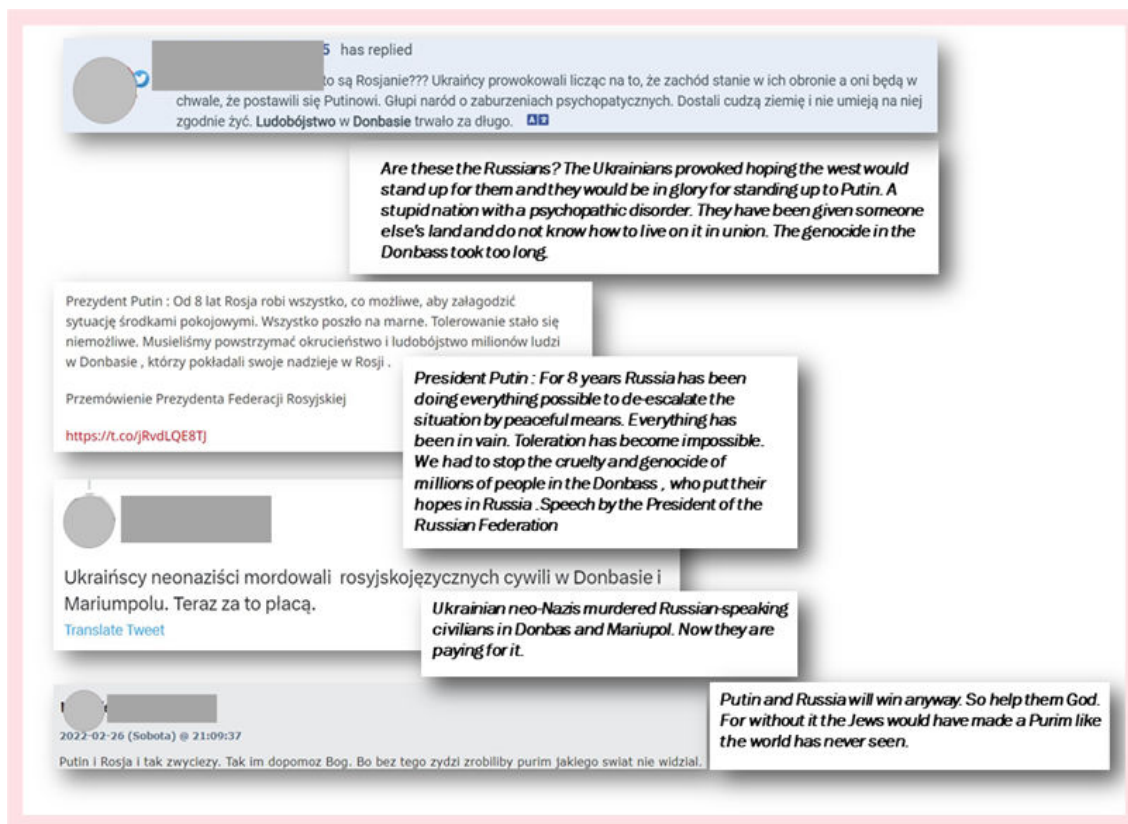 5 has replied
to są Rosjanie??? Ukraińcy prowokowali licząc na to, że zachód stanie w ich obronie a oni będą w
chwale, że postawili się Putinowi. Głupi naród o zaburzeniach psychopatycznych. Dostali cudzą ziemię i nie umieją na niej
zgodnie żyć. Ludobójstwo w Donbasie trwało za długo.
Are these the Russians? The Ukrainians provoked hoping the west would
stand up for them and they would be in glory for standing up to Putin. A
stupid nation with a psychopathic disorder. They have been given someone
else's land and do not know how to live on it in union. The genocide in the
Donbass took too long.
Prezydent Putin : Od 8 lat Rosja robi wszystko, co możliwe, aby załagodzić
sytuację środkami pokojowymi. Wszystko poszło na marne. Tolerowanie stało się
niemożliwe. Musieliśmy powstrzymać okrucieństwo i ludobójstwo milionów ludzi
w Donbasie , którzy pokładali swoje nadzieje w Rosji .
Przemówienie Prezydenta Federacji Rosyjskiej
https://t.co/jRvdLQE8TJ
President Putin : For 8 years Russia has been
doing everything possible to de-escalate the
situation by peaceful means. Everything has
been in vain. Toleration has become impossible.
We had to stop the cruelty and genocide of
millions of people in the Donbass , who put their
hopes in Russia .Speech by the President of the
Russian Federation
Ukraińscy neonaziści mordowali rosyjskojęzycznych cywili w Donbasie i
Mariumpolu. Teraz za to płacą.
Translate Tweet
Ukrainian neo-Nazis murdered Russian-speaking
civilians in Donbas and Mariupol. Now they are
paying for it.
2022-02-26 (Sobota) @ 21:09:37
Putin i Rosja i tak zwyciezy. Tak im dopomoz Bog. Bo bez tego zydzi zrobiliby purim jakiego swiat nie widzial.
Putin and Russia will win anyway. So help them God.
For without it the Jews would have made a Purim like
the world has never seen.